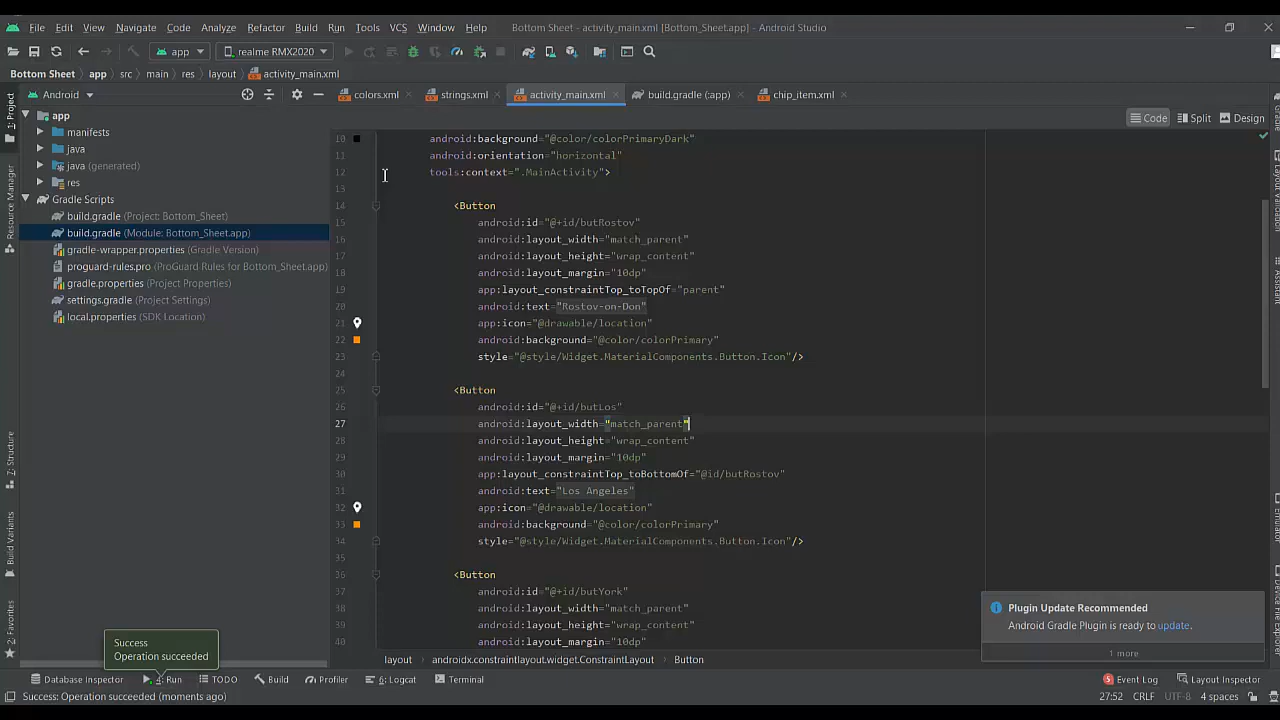 File Edit View Navigate Code Analyze Refactor Build Run Tools VCS Window Help Bottom Sheet - activity_main.xml [Bottom_Sheet.app] - Android Studio
app realme RMX2020
Bottom Sheet app src main res layout activity_main.xml
Android colors.xml strings.xml activity_main.xml build.gradle (:app) chip_item.xml
Code Split Design
1: Project
Resource Manager
Z: Structure
Build Variants
2: Favorites
app
manifests
java
java (generated)
res
Gradle Scripts
build.gradle (Project: Bottom_Sheet)
build.gradle (Module: Bottom_Sheet.app)
gradle-wrapper.properties (Gradle Version)
proguard-rules.pro (ProGuard Rules for Bottom_Sheet.app)
gradle.properties (Project Properties)
settings.gradle (Project Settings)
local.properties (SDK Location)
10 android:background="@color/colorPrimaryDark"
11 android:orientation="horizontal"
12 tools:context=".MainActivity">
13
14 <Button
15 android:id="@+id/butRostov"
16 android:layout_width="match_parent"
17 android:layout_height="wrap_content"
18 android:layout_margin="10dp"
19 app:layout_constraintTop_toTopOf="parent"
20 android:text="Rostov-on-Don"
21 app:icon="@drawable/location"
22 android:background="@color/colorPrimary"
23 style="@style/Widget.MaterialComponents.Button.Icon"/>
24
25 <Button
26 android:id="@+id/butLos"
27 android:layout_width="match_parent"
28 android:layout_height="wrap_content"
29 android:layout_margin="10dp"
30 app:layout_constraintTop_toBottomOf="@id/butRostov"
31 android:text="Los Angeles"
32 app:icon="@drawable/location"
33 android:background="@color/colorPrimary"
34 style="@style/Widget.MaterialComponents.Button.Icon"/>
35
36 <Button
37 android:id="@+id/butYork"
38 android:layout_width="match_parent"
39 android:layout_height="wrap_content"
40 android:layout_margin="10dp"
Plugin Update Recommended
Android Gradle Plugin is ready to update.
1 more
Success
Operation succeeded
layout androidx.constraintlayout.widget.ConstraintLayout Button
Database Inspector 4: Run TODO Build Profiler 6: Logcat Terminal Event Log Layout Inspector
Success: Operation succeeded (moments ago) 27:52 CRLF UTF-8 4 spaces